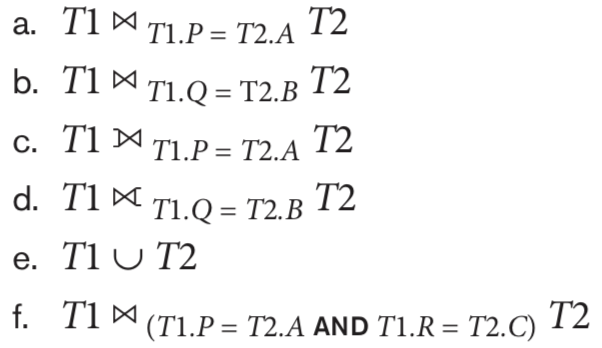 a. T1 ⋈ T1.P = T2.A T2
b. T1 ⋈ T1.Q = T2.B T2
c. T1 ⟕ T1.P = T2.A T2
d. T1 ⟖ T1.Q = T2.B T2
e. T1 ∪ T2
f. T1 ⋈ (T1.P = T2.A AND T1.R = T2.C) T2